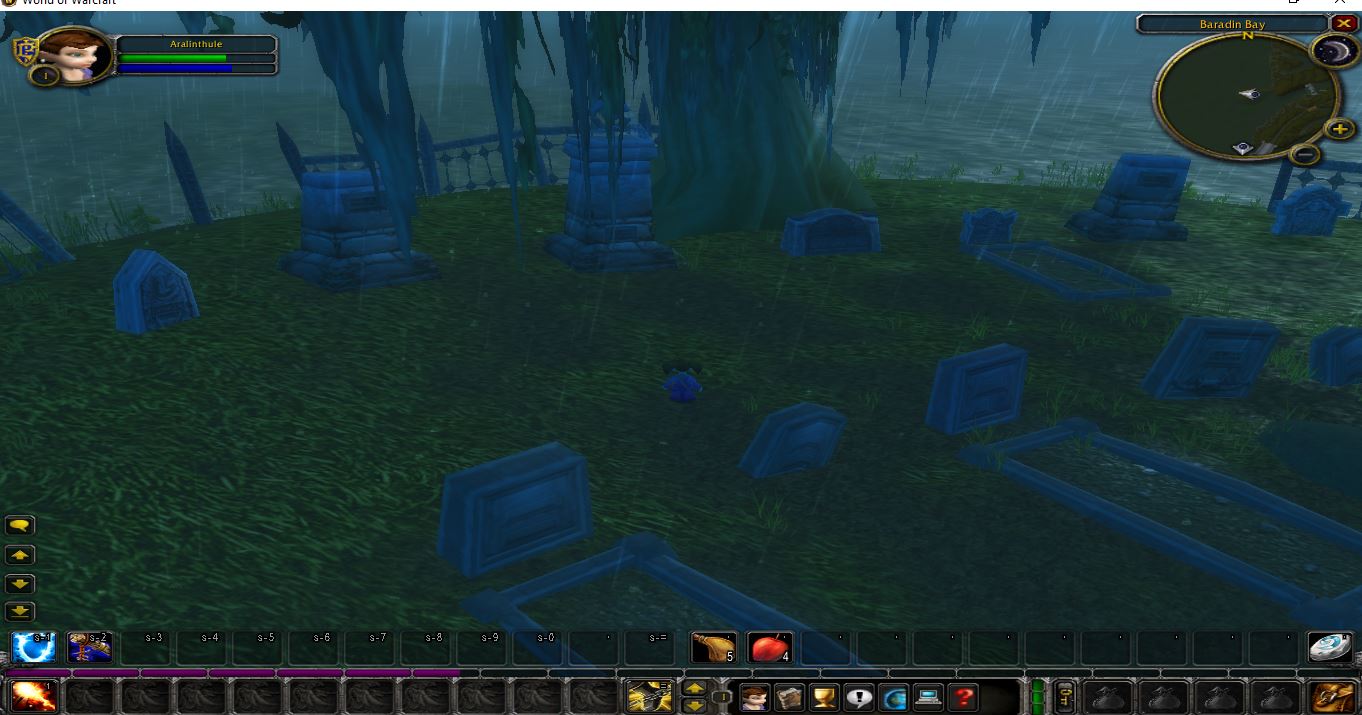 World of Warcraft
Aralinthule
1
Baradin Bay
N
s-1 s-2 s-3 s-4 s-5 s-6 s-7 s-8 s-9 s-0 s-=
5 4
1 = 1